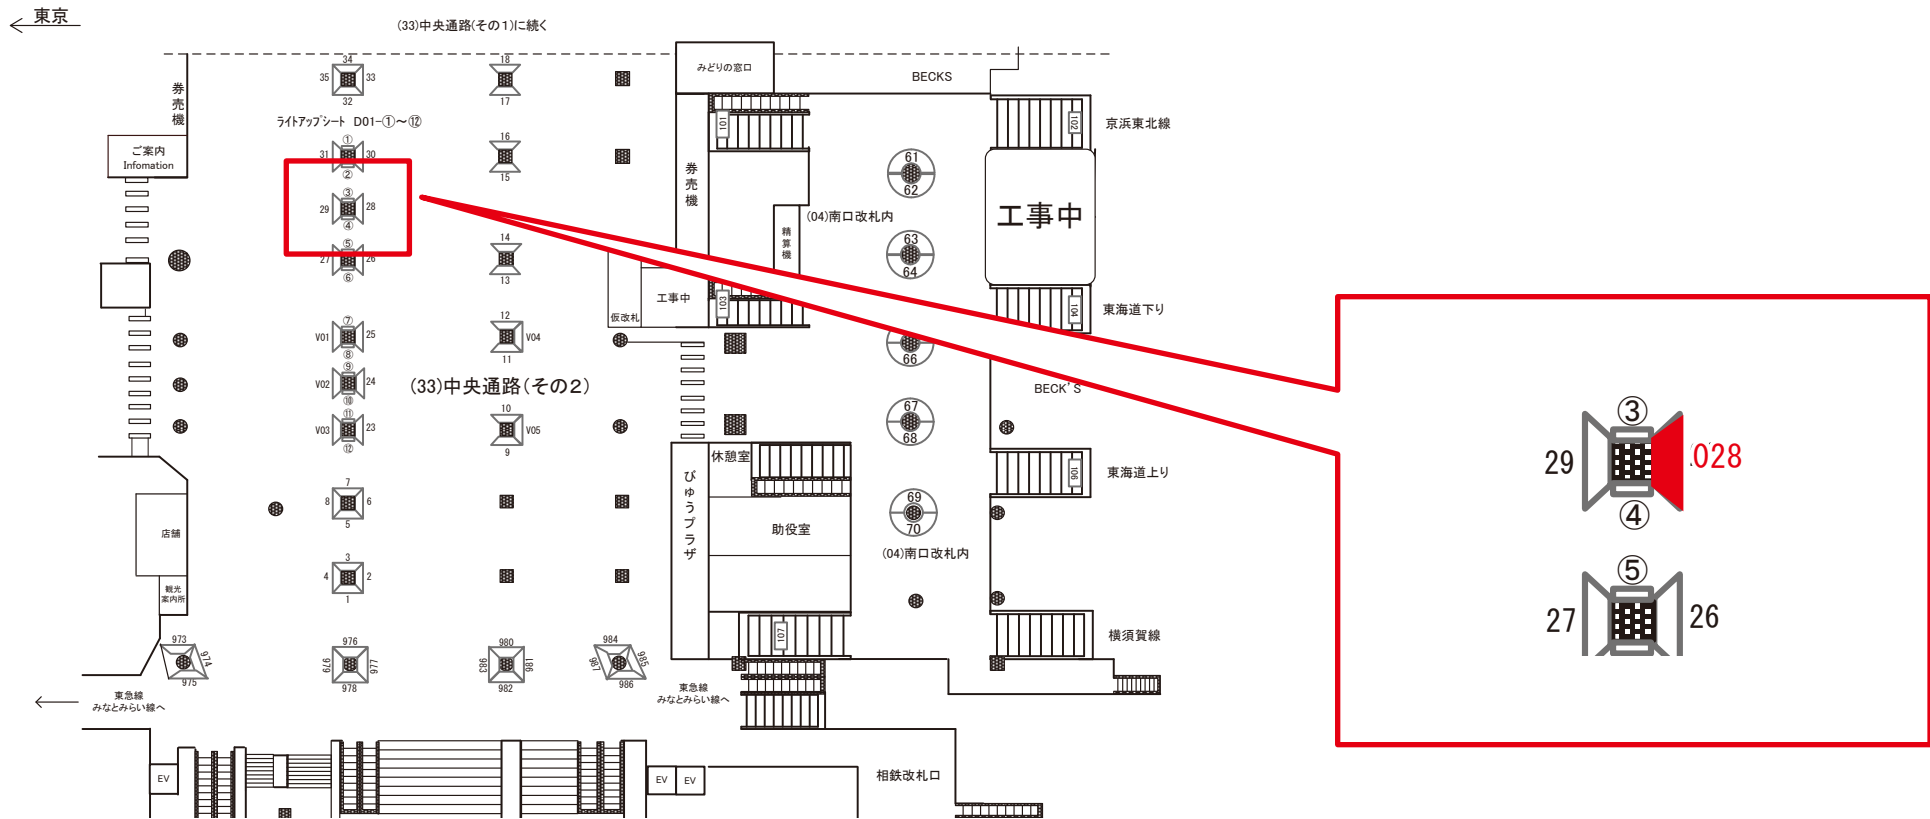 東京
(33)中央通路(その1)に続く
34
35
33
32
18
17
みどりの窓口
BECKS
券売機
ライトアップシート D01-①～⑫
ご案内
Infomation
①
31
30
②
③
29
28
④
⑤
27
26
⑥
16
15
14
13
101
102
京浜東北線
券売機
61
62
(04)南口改札内
精算機
63
64
工事中
工事中
仮改札
103
104
東海道下り
⑦
V01
25
⑧
⑨
V02
24
⑩
⑪
V03
23
⑫
12
V04
11
(33)中央通路(その2)
10
V05
9
66
BECK'S
67
68
休憩室
びゅうプラザ
106
東海道上り
7
8
6
5
店舗
助役室
69
70
(04)南口改札内
3
4
2
1
観光
案内所
107
横須賀線
973
974
975
976
979
977
978
980
983
981
982
984
987
985
986
東急線
みなとみらい線へ
東急線
みなとみらい線へ
EV
EV
EV
相鉄改札口
③
29
028
④
⑤
27
26